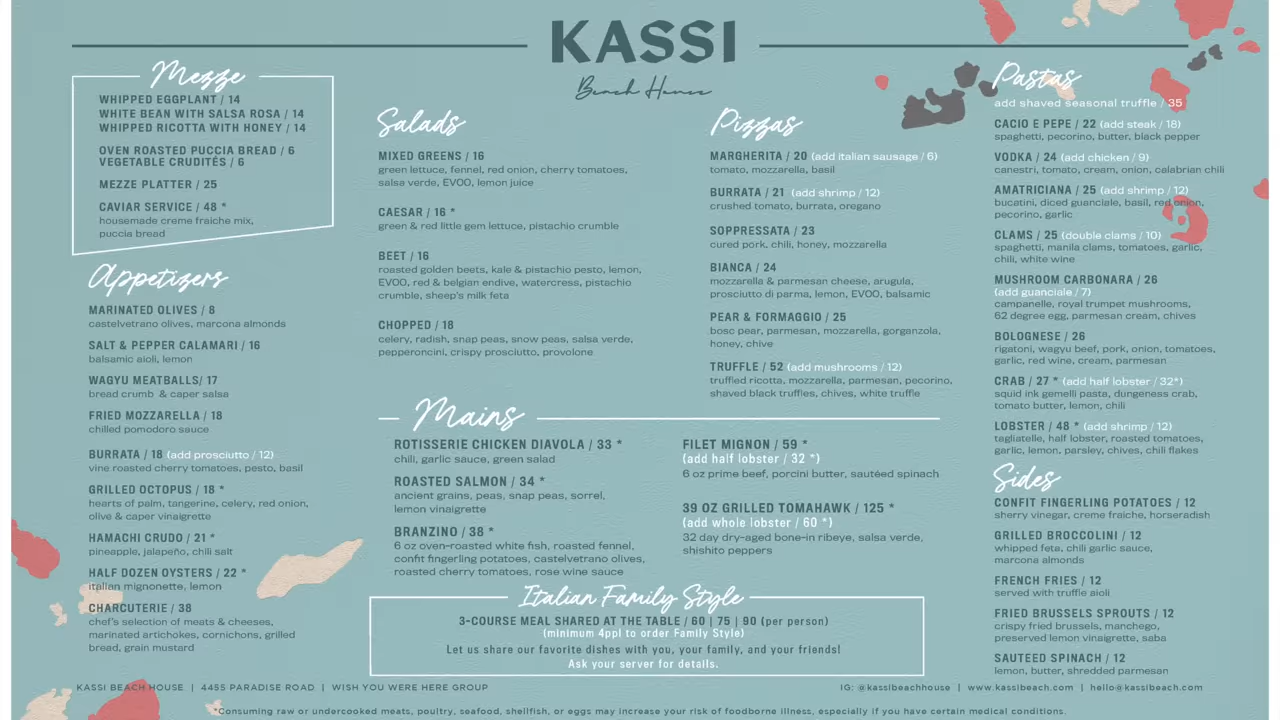 KASSI
Beach House
Mezze
WHIPPED EGGPLANT / 14
WHITE BEAN WITH SALSA ROSA / 14
WHIPPED RICOTTA WITH HONEY / 14
OVEN ROASTED PUCCIA BREAD / 6
VEGETABLE CRUDITÉS / 6
MEZZE PLATTER / 25
CAVIAR SERVICE / 48 *
housemade creme fraiche mix,
puccia bread
Appetizers
MARINATED OLIVES / 8
castelvetrano olives, marcona almonds
SALT & PEPPER CALAMARI / 16
balsamic aioli, lemon
WAGYU MEATBALLS/ 17
bread crumb & caper salsa
FRIED MOZZARELLA / 18
chilled pomodoro sauce
BURRATA / 18 (add prosciutto / 12)
vine roasted cherry tomatoes, pesto, basil
GRILLED OCTOPUS / 18 *
hearts of palm, tangerine, celery, red onion,
olive & caper vinaigrette
HAMACHI CRUDO / 21 *
pineapple, jalapeño, chili salt
HALF DOZEN OYSTERS / 22 *
italian mignonette, lemon
CHARCUTERIE / 38
chef's selection of meats & cheeses,
marinated artichokes, cornichons, grilled
bread, grain mustard
Salads
MIXED GREENS / 16
green lettuce, fennel, red onion, cherry tomatoes,
salsa verde, EVOO, lemon juice
CAESAR / 16 *
green & red little gem lettuce, pistachio crumble
BEET / 16
roasted golden beets, kale & pistachio pesto, lemon,
EVOO, red & belgian endive, watercress, pistachio
crumble, sheep's milk feta
CHOPPED / 18
celery, radish, snap peas, snow peas, salsa verde,
pepperoncini, crispy prosciutto, provolone
Pizzas
MARGHERITA / 20 (add italian sausage / 6)
tomato, mozzarella, basil
BURRATA / 21 (add shrimp / 12)
crushed tomato, burrata, oregano
SOPPRESSATA / 23
cured pork, chili, honey, mozzarella
BIANCA / 24
mozzarella & parmesan cheese, arugula,
prosciutto di parma, lemon, EVOO, balsamic
PEAR & FORMAGGIO / 25
bosc pear, parmesan, mozzarella, gorganzola,
honey, chive
TRUFFLE / 52 (add mushrooms / 12)
truffled ricotta, mozzarella, parmesan, pecorino,
shaved black truffles, chives, white truffle
Mains
ROTISSERIE CHICKEN DIAVOLA / 33 *
chili, garlic sauce, green salad
ROASTED SALMON / 34 *
ancient grains, peas, snap peas, sorrel,
lemon vinaigrette
BRANZINO / 38 *
6 oz oven-roasted white fish, roasted fennel,
confit fingerling potatoes, castelvetrano olives,
roasted cherry tomatoes, rose wine sauce
FILET MIGNON / 59 *
(add half lobster / 32 *)
6 oz prime beef, porcini butter, sautéed spinach
39 OZ GRILLED TOMAHAWK / 125 *
(add whole lobster / 60 *)
32 day dry-aged bone-in ribeye, salsa verde,
shishito peppers
Italian Family Style
3-COURSE MEAL SHARED AT THE TABLE / 60 | 75 | 90 (per person)
(minimum 4ppl to order Family Style)
Let us share our favorite dishes with you, your family, and your friends!
Ask your server for details.
Pastas
add shaved seasonal truffle / 35
CACIO E PEPE / 22 (add steak / 18)
spaghetti, pecorino, butter, black pepper
VODKA / 24 (add chicken / 9)
canestri, tomato, cream, onion, calabrian chili
AMATRICIANA / 25 (add shrimp / 12)
bucatini, diced guanciale, basil, red onion,
pecorino, garlic
CLAMS / 25 (double clams / 10)
spaghetti, manila clams, tomatoes, garlic,
chili, white wine
MUSHROOM CARBONARA / 26
(add guanciale / 7)
campanelle, royal trumpet mushrooms,
62 degree egg, parmesan cream, chives
BOLOGNESE / 26
rigatoni, wagyu beef, pork, onion, tomatoes,
garlic, red wine, cream, parmesan
CRAB / 27 * (add half lobster / 32*)
squid ink gemelli pasta, dungeness crab,
tomato butter, lemon, chili
LOBSTER / 48 * (add shrimp / 12)
tagliatelle, half lobster, roasted tomatoes,
garlic, lemon, parsley, chives, chili flakes
Sides
CONFIT FINGERLING POTATOES / 12
sherry vinegar, creme fraiche, horseradish
GRILLED BROCCOLINI / 12
whipped feta, chili garlic sauce,
marcona almonds
FRENCH FRIES / 12
served with truffle aioli
FRIED BRUSSELS SPROUTS / 12
crispy fried brussels, manchego,
preserved lemon vinaigrette, saba
SAUTEED SPINACH / 12
lemon, butter, shredded parmesan
KASSI BEACH HOUSE | 4455 PARADISE ROAD | WISH YOU WERE HERE GROUP
IG: @kassibeachhouse | www.kassibeach.com | hello@kassibeach.com
*Consuming raw or undercooked meats, poultry, seafood, shellfish, or eggs may increase your risk of foodborne illness, especially if you have certain medical conditions.